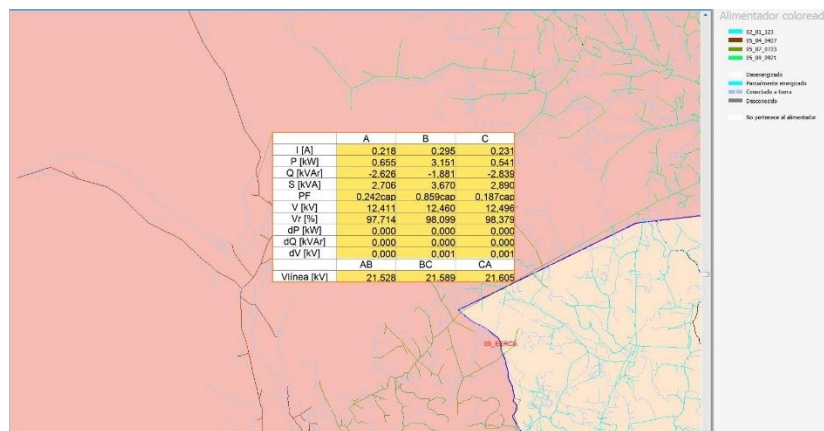 Alimentador coloread
02_01_123
05_04_0427
05_07_0723
05_09_0921
Desenergizado
Parcialmente energizado
Conectado a tierra
Desconocido
No pertenece al alimentador
A B C
I [A] 0,218 0,295 0,231
P [kW] 0,655 3,151 0,541
Q [kVAr] -2,626 -1,881 -2,839
S [kVA] 2,706 3,670 2,890
PF 0,242cap 0,859cap 0,187cap
V [kV] 12,411 12,460 12,496
Vr [%] 97,714 98,099 98,379
dP [kW] 0,000 0,000 0,000
dQ [kVAr] 0,000 0,000 0,000
dV [kV] 0,000 0,001 0,001
AB BC CA
Vlínea [kV] 21,528 21,589 21,605